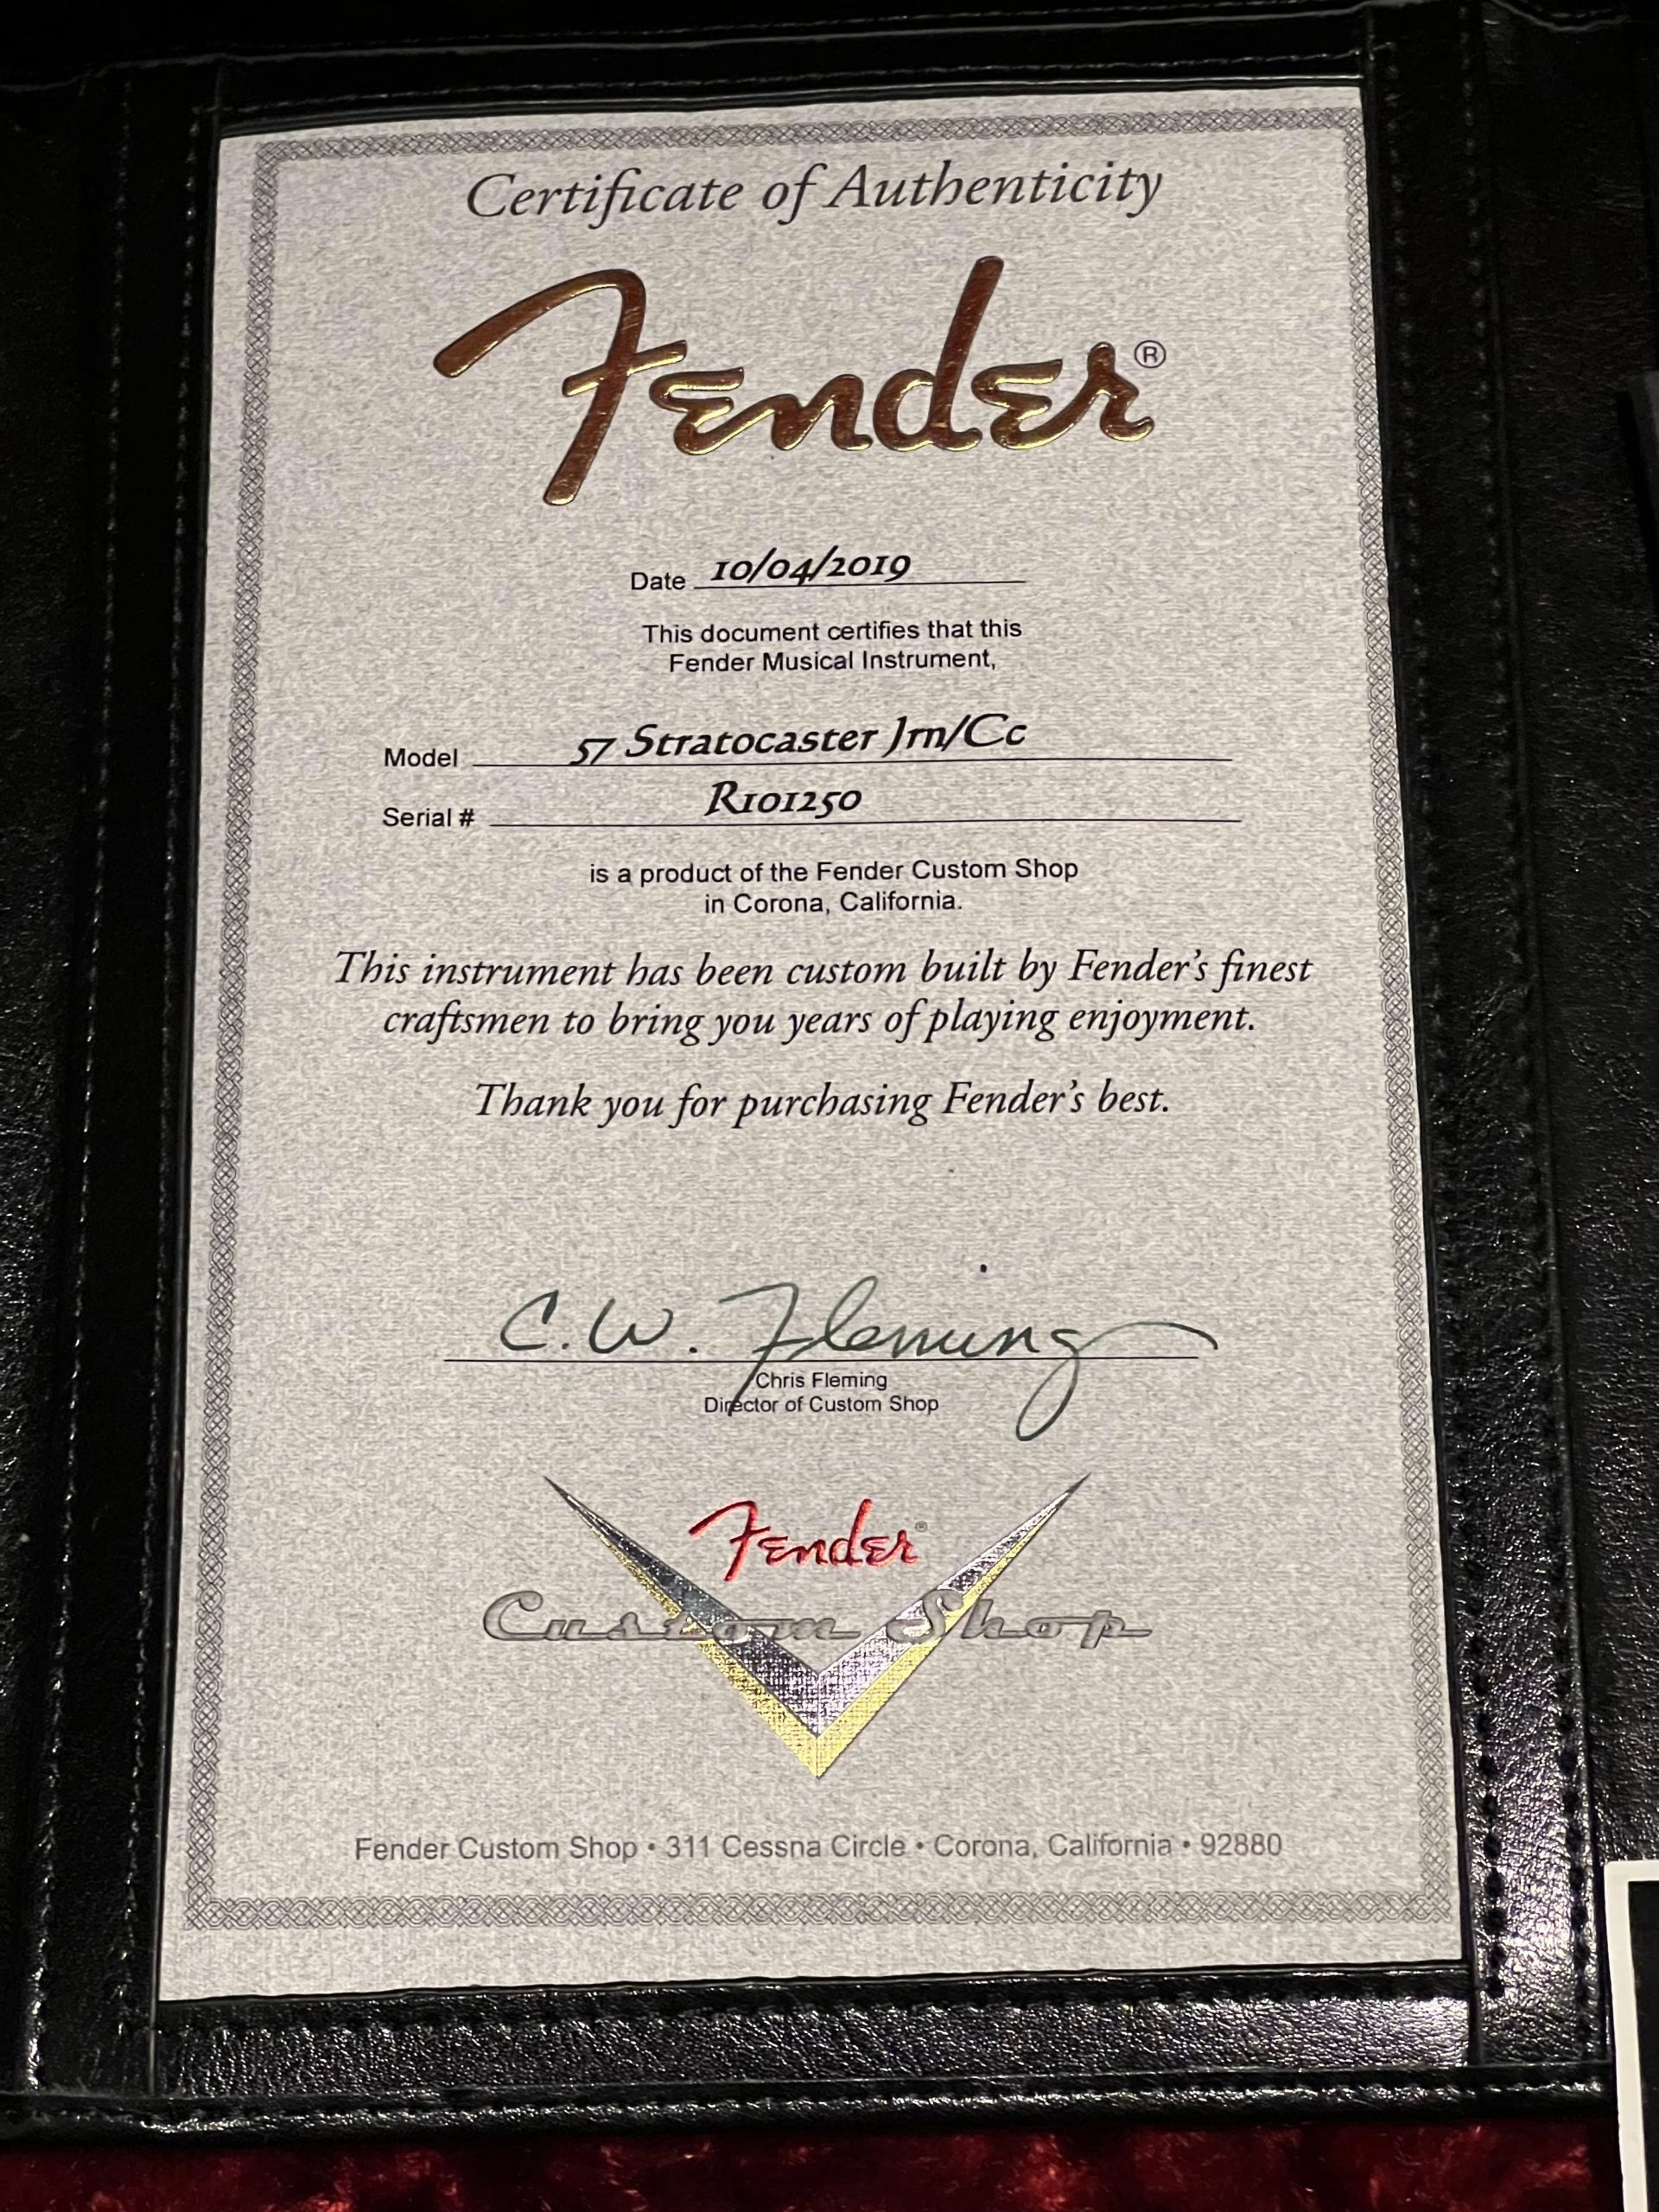 Certificate of Authenticity
Fender®
Date 10/04/2019
This document certifies that this
Fender Musical Instrument,
Model 57 Stratocaster Jrn/Cc
Serial # R101250
is a product of the Fender Custom Shop
in Corona, California.
This instrument has been custom built by Fender's finest
craftsmen to bring you years of playing enjoyment.
Thank you for purchasing Fender's best.
C.W. Fleming
Chris Fleming
Director of Custom Shop
Fender®
Custom Shop
Fender Custom Shop • 311 Cessna Circle • Corona, California • 92880